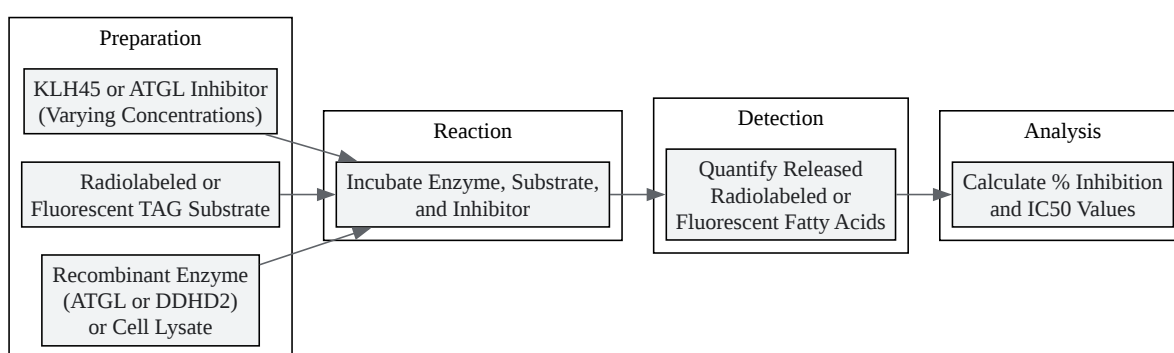 Preparation
KLH45 or ATGL Inhibitor
(Varying Concentrations)
Radiolabeled or
Fluorescent TAG Substrate
Recombinant Enzyme
(ATGL or DDHD2)
or Cell Lysate
Reaction
Incubate Enzyme, Substrate,
and Inhibitor
Detection
Quantify Released
Radiolabeled or
Fluorescent Fatty Acids
Analysis
Calculate % Inhibition
and IC50 Values